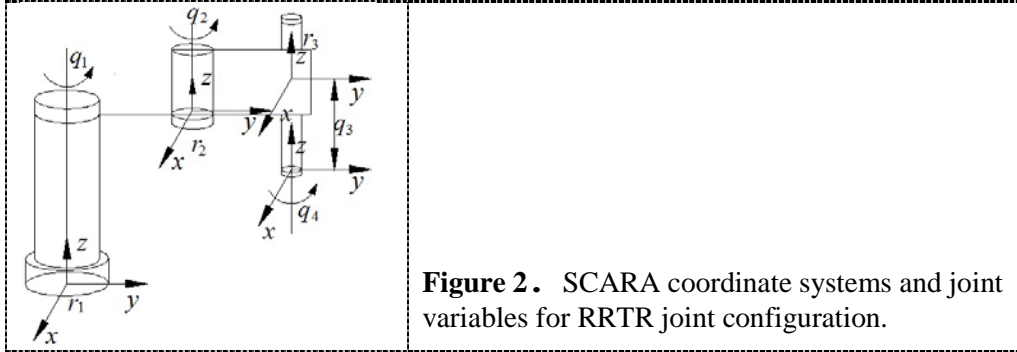 q2
r3
z
q1
z
y
y
x
q3
r2
z
x
y
q4
x
z
r1
y
x
Figure 2. SCARA coordinate systems and joint
variables for RRTR joint configuration.